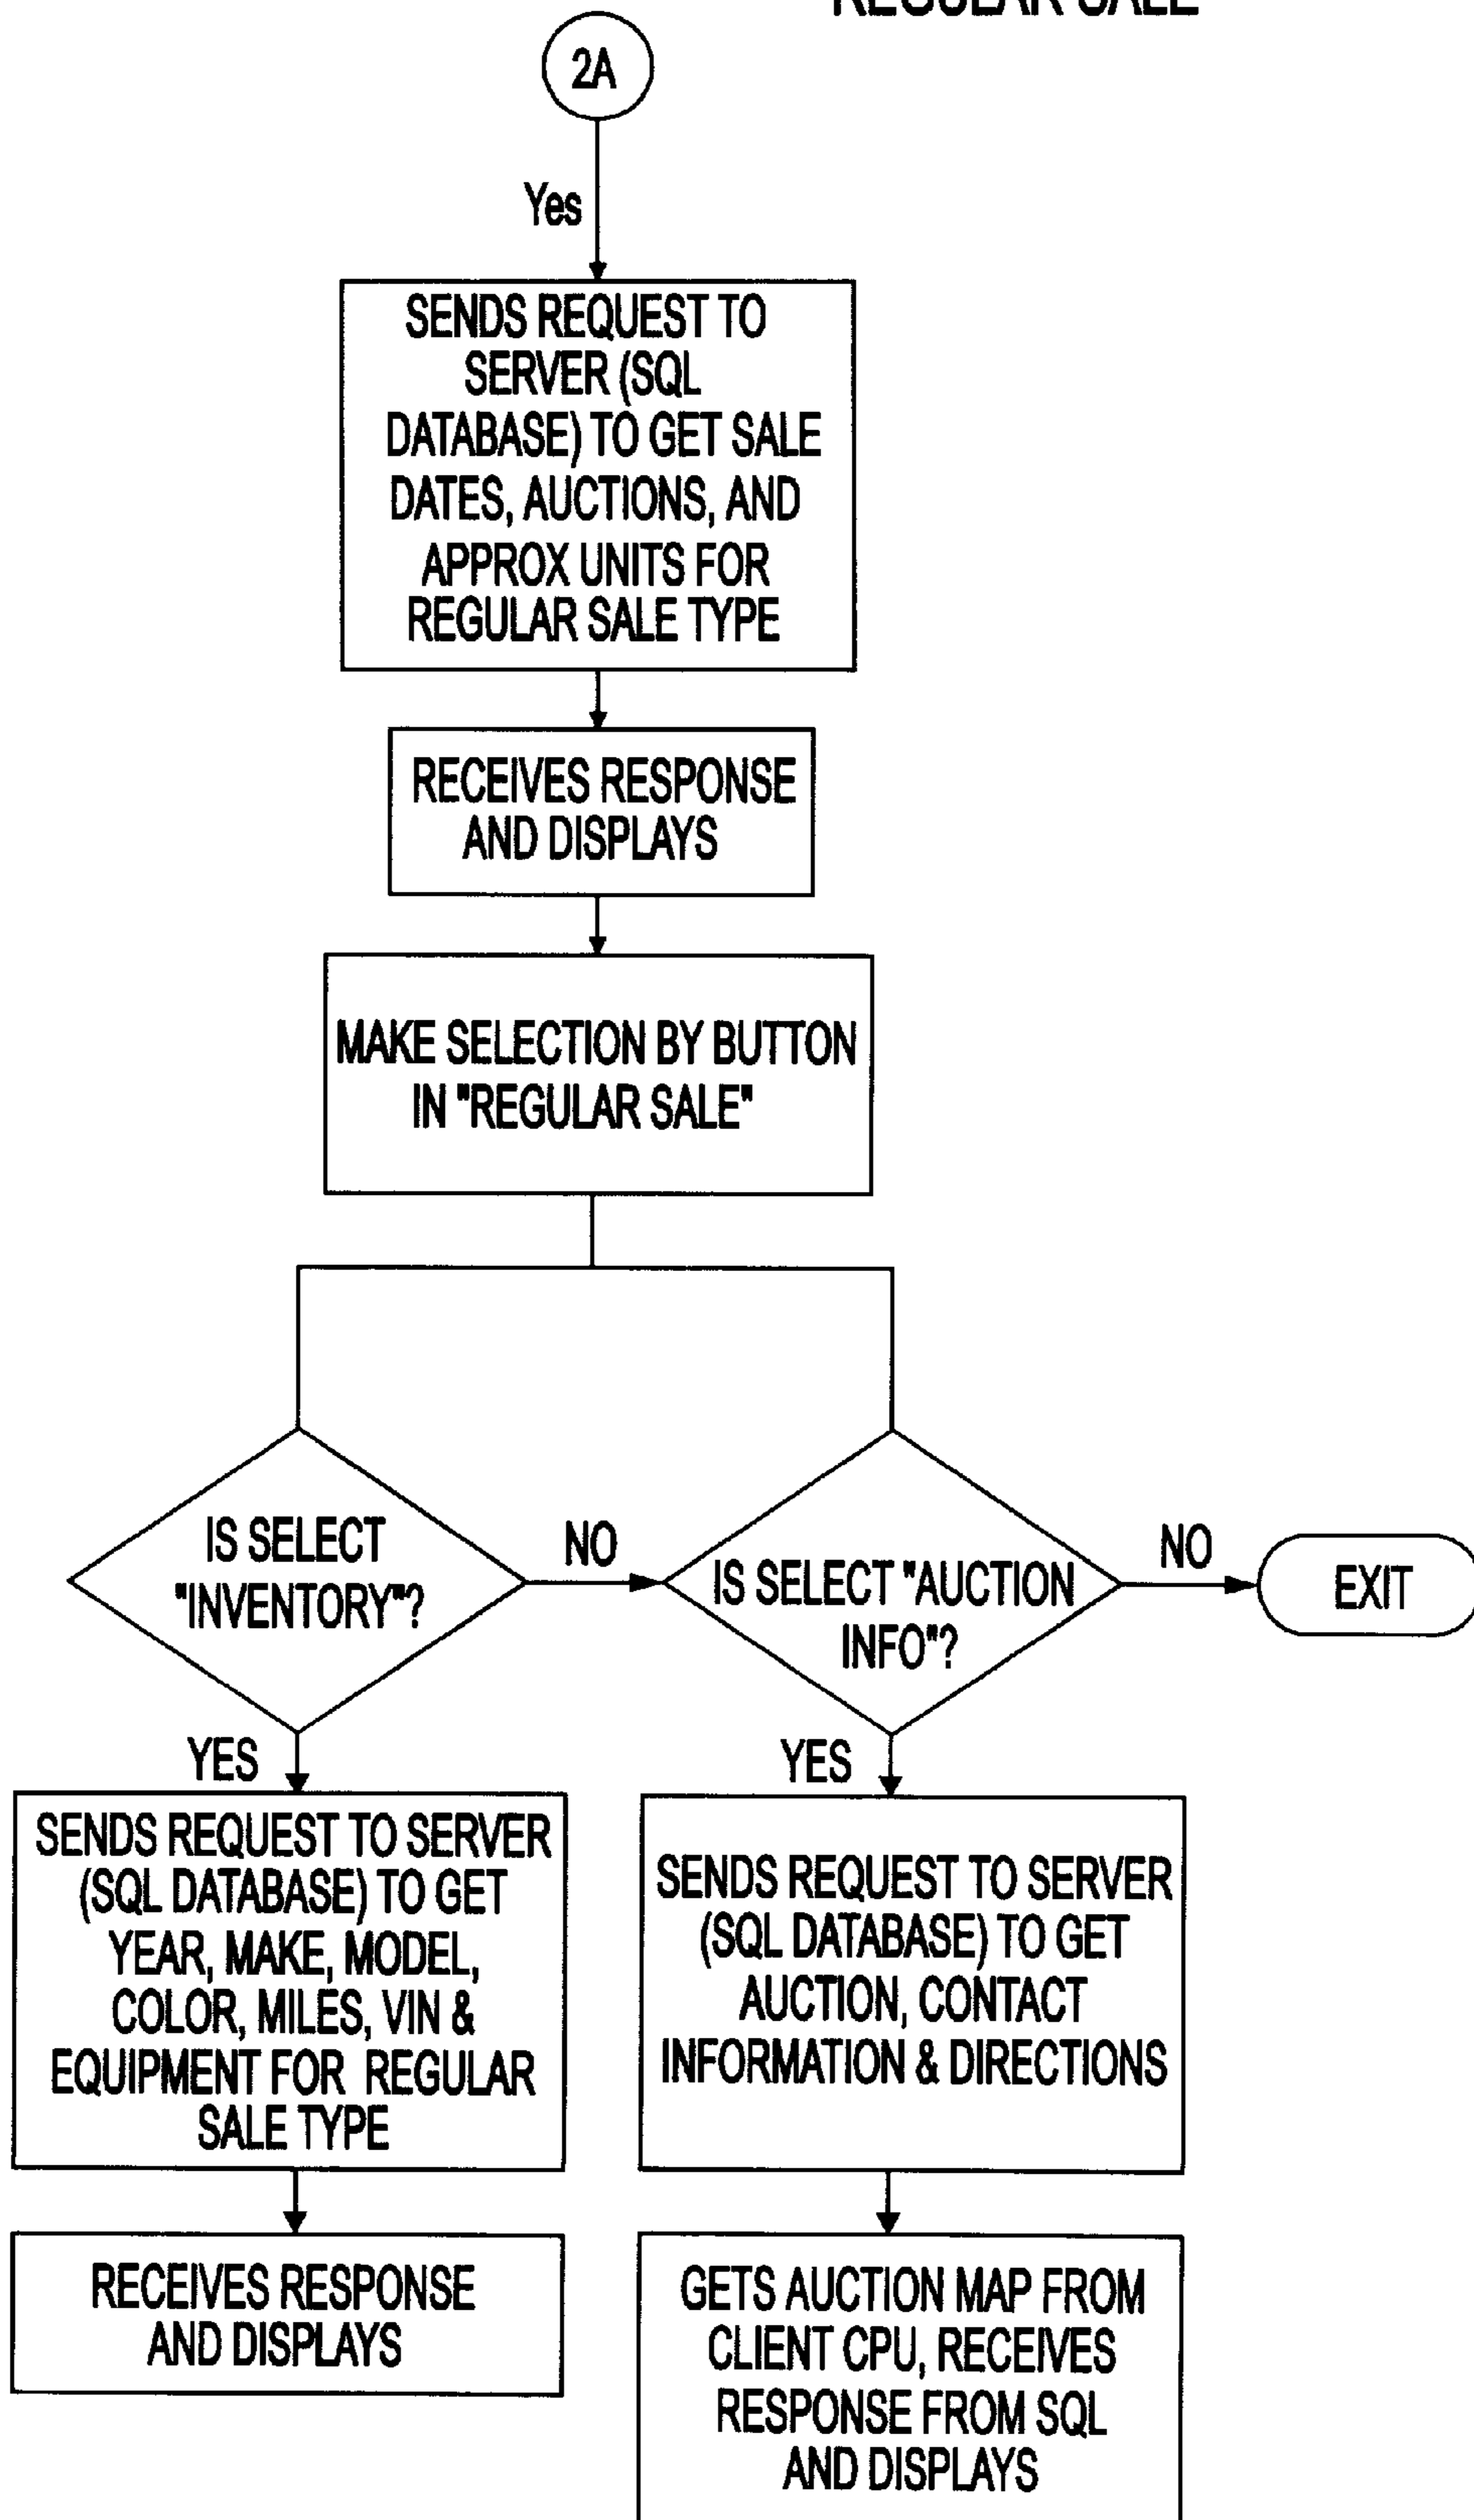 REGULAR SALE
2A
Yes
SENDS REQUEST TO
SERVER (SQL
DATABASE) TO GET SALE
DATES, AUCTIONS, AND
APPROX UNITS FOR
REGULAR SALE TYPE
RECEIVES RESPONSE
AND DISPLAYS
MAKE SELECTION BY BUTTON
IN "REGULAR SALE"
IS SELECT
"INVENTORY"?
NO
IS SELECT "AUCTION
INFO"?
NO
EXIT
YES
SENDS REQUEST TO SERVER
(SQL DATABASE) TO GET
YEAR, MAKE, MODEL,
COLOR, MILES, VIN &
EQUIPMENT FOR REGULAR
SALE TYPE
RECEIVES RESPONSE
AND DISPLAYS
YES
SENDS REQUEST TO SERVER
(SQL DATABASE) TO GET
AUCTION, CONTACT
INFORMATION & DIRECTIONS
GETS AUCTION MAP FROM
CLIENT CPU, RECEIVES
RESPONSE FROM SQL
AND DISPLAYS